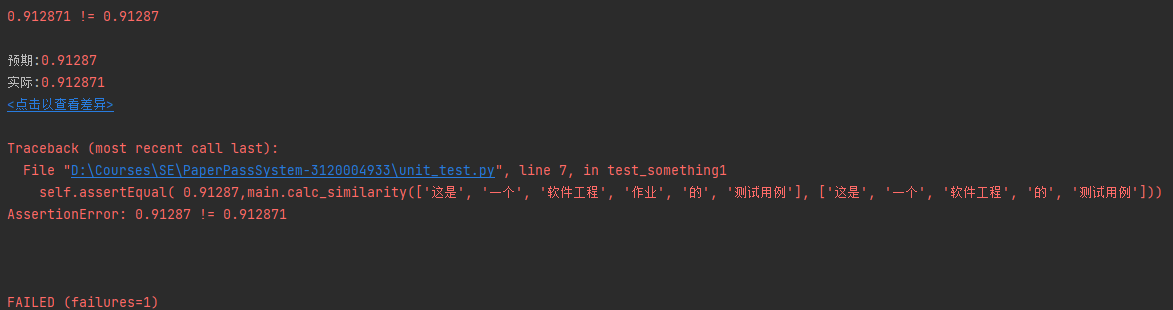 0.912871 != 0.91287
预期:0.91287
实际:0.912871
<点击以查看差异>
Traceback (most recent call last):
File "D:\Courses\SE\PaperPassSystem-3120004933\unit_test.py", line 7, in test_something1
self.assertEqual( 0.91287,main.calc_similarity(['这是', '一个', '软件工程', '作业', '的', '测试用例'], ['这是', '一个', '软件工程', '的', '测试用例']))
AssertionError: 0.91287 != 0.912871
FAILED (failures=1)